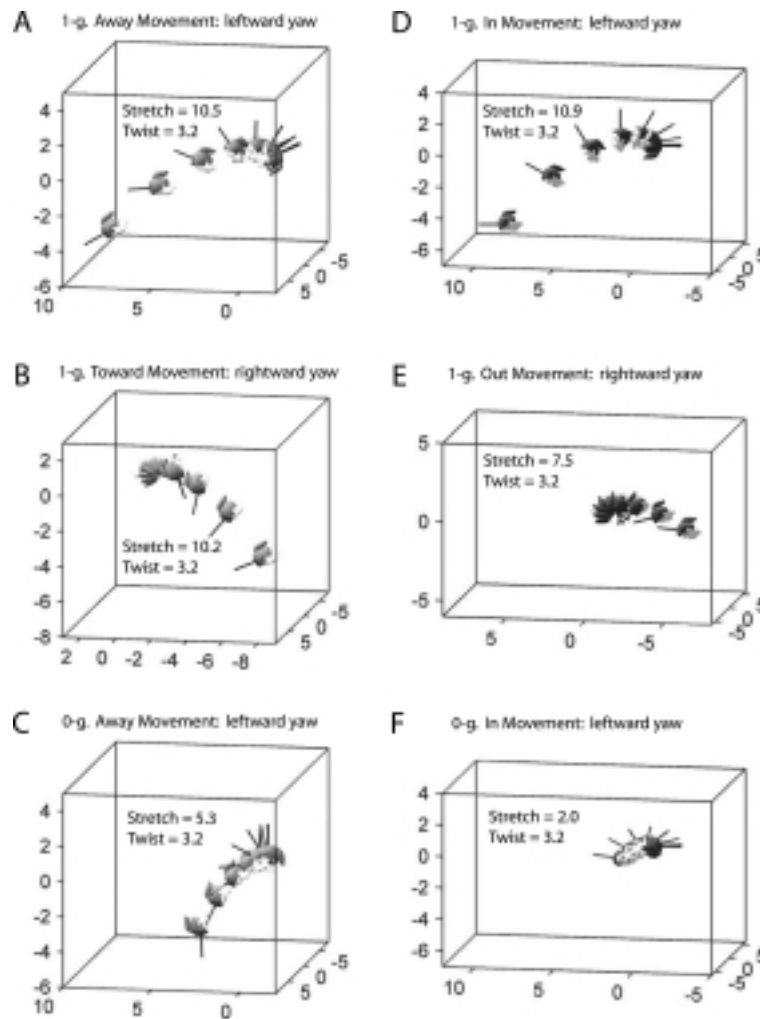 A 1-g. Away Movement: leftward yaw
Stretch = 10.5
Twist = 3.2
4
2
0
-2
-4
-6
10 5 0
5 0 -5
D 1-g. In Movement: leftward yaw
Stretch = 10.9
Twist = 3.2
4
2
0
-2
-4
-6
10 5 0 -5
-5 0 5
B 1-g. Toward Movement: rightward yaw
Stretch = 10.2
Twist = 3.2
2
0
-2
-4
-6
-8
2 0 -2 -4 -6 -8
5 0 -5
E 1-g. Out Movement: rightward yaw
Stretch = 7.5
Twist = 3.2
5
0
-5
5 0 -5
-5 0 5
C 0-g. Away Movement: leftward yaw
Stretch = 5.3
Twist = 3.2
4
2
0
-2
-4
-6
10 5 0
5 0 -5
F 0-g. In Movement: leftward yaw
Stretch = 2.0
Twist = 3.2
4
2
0
-2
-4
-6
10 5 0 -5
-5 0 5